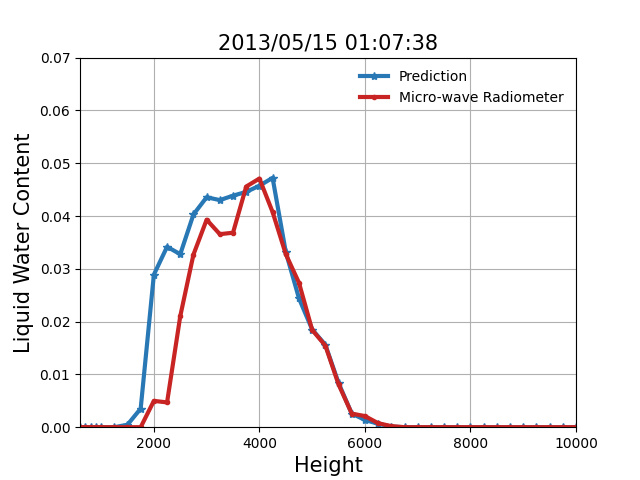 2013/05/15 01:07:38
Prediction
Micro-wave Radiometer
Liquid Water Content
0.07
0.06
0.05
0.04
0.03
0.02
0.01
0.00
2000 4000 6000 8000 10000
Height